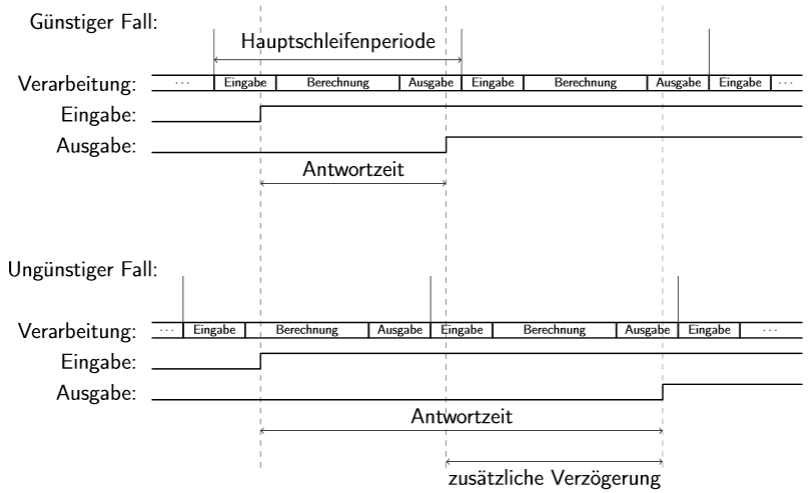 Günstiger Fall:
Hauptschleifenperiode
Verarbeitung: ... Eingabe Berechnung Ausgabe Eingabe Berechnung Ausgabe Eingabe ...
Eingabe:
Ausgabe:
Antwortzeit
Ungünstiger Fall:
Verarbeitung: ... Eingabe Berechnung Ausgabe Eingabe Berechnung Ausgabe Eingabe ...
Eingabe:
Ausgabe:
Antwortzeit
zusätzliche Verzögerung